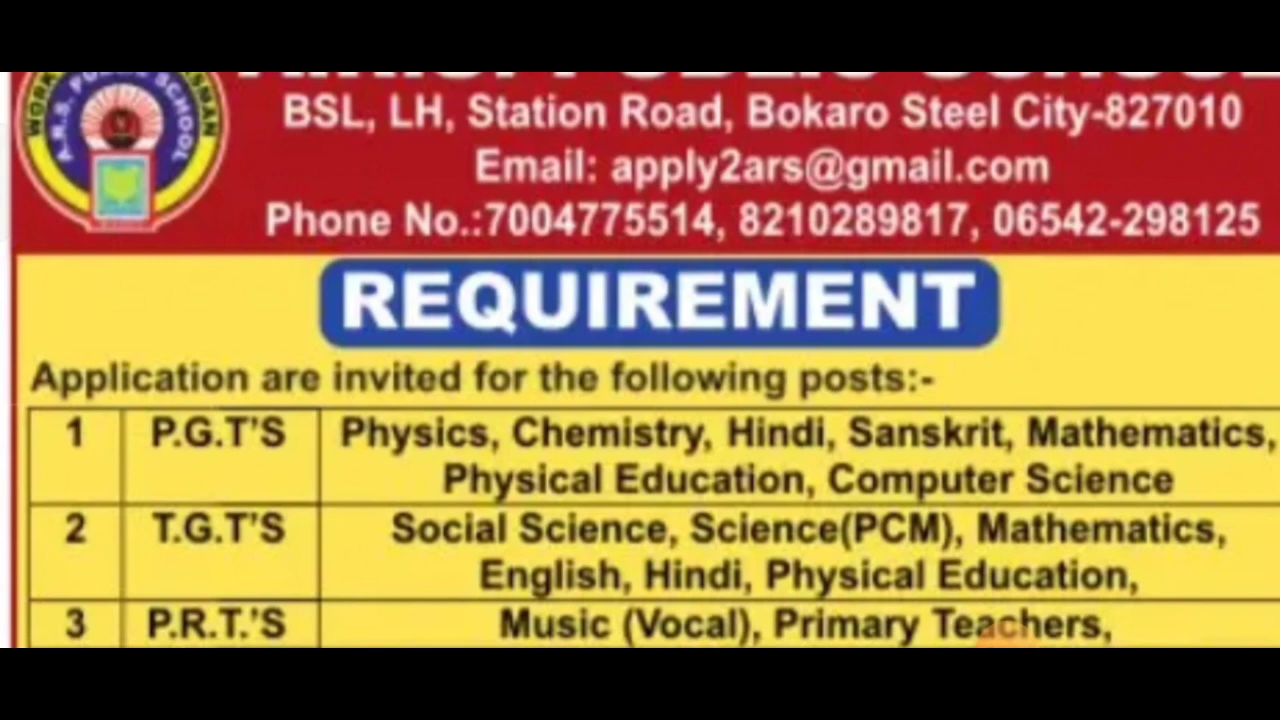 A.R.S. PUBLIC SCHOOL
BSL, LH, Station Road, Bokaro Steel City-827010
Email: apply2ars@gmail.com
Phone No.:7004775514, 8210289817, 06542-298125
REQUIREMENT
Application are invited for the following posts:-
1 P.G.T'S Physics, Chemistry, Hindi, Sanskrit, Mathematics,
Physical Education, Computer Science
2 T.G.T'S Social Science, Science(PCM), Mathematics,
English, Hindi, Physical Education,
3 P.R.T.'S Music (Vocal), Primary Teachers,